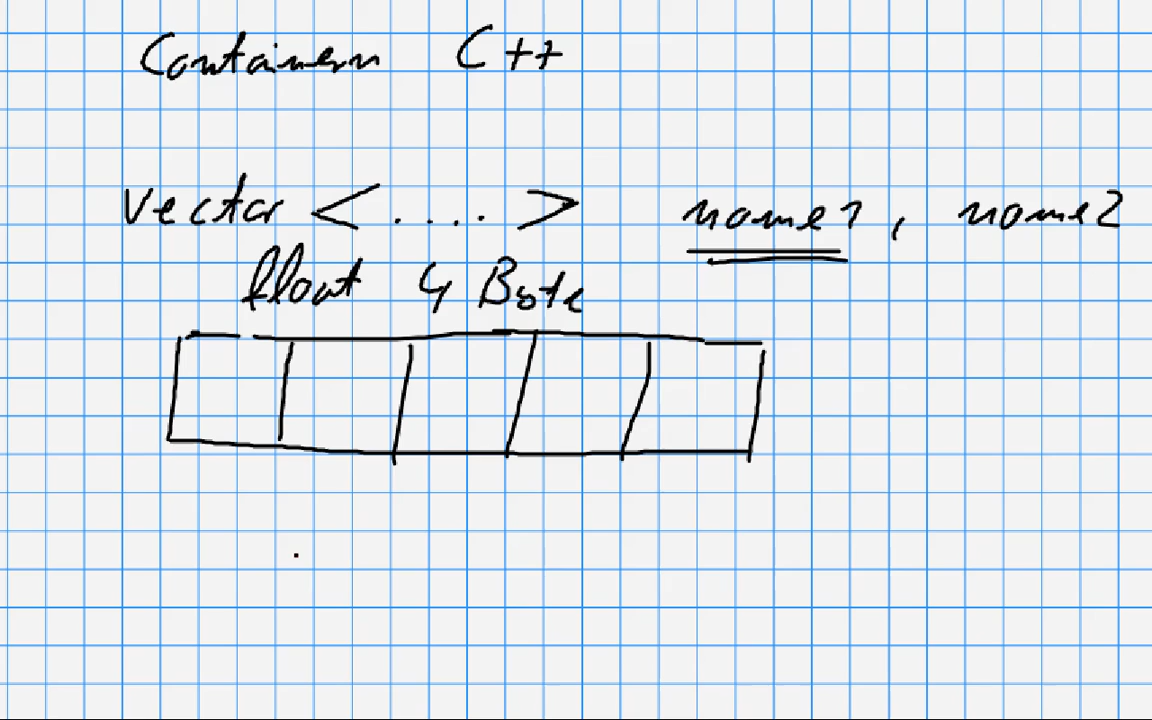 Containern C++
vector <....> name1, name2
float 4 Byte